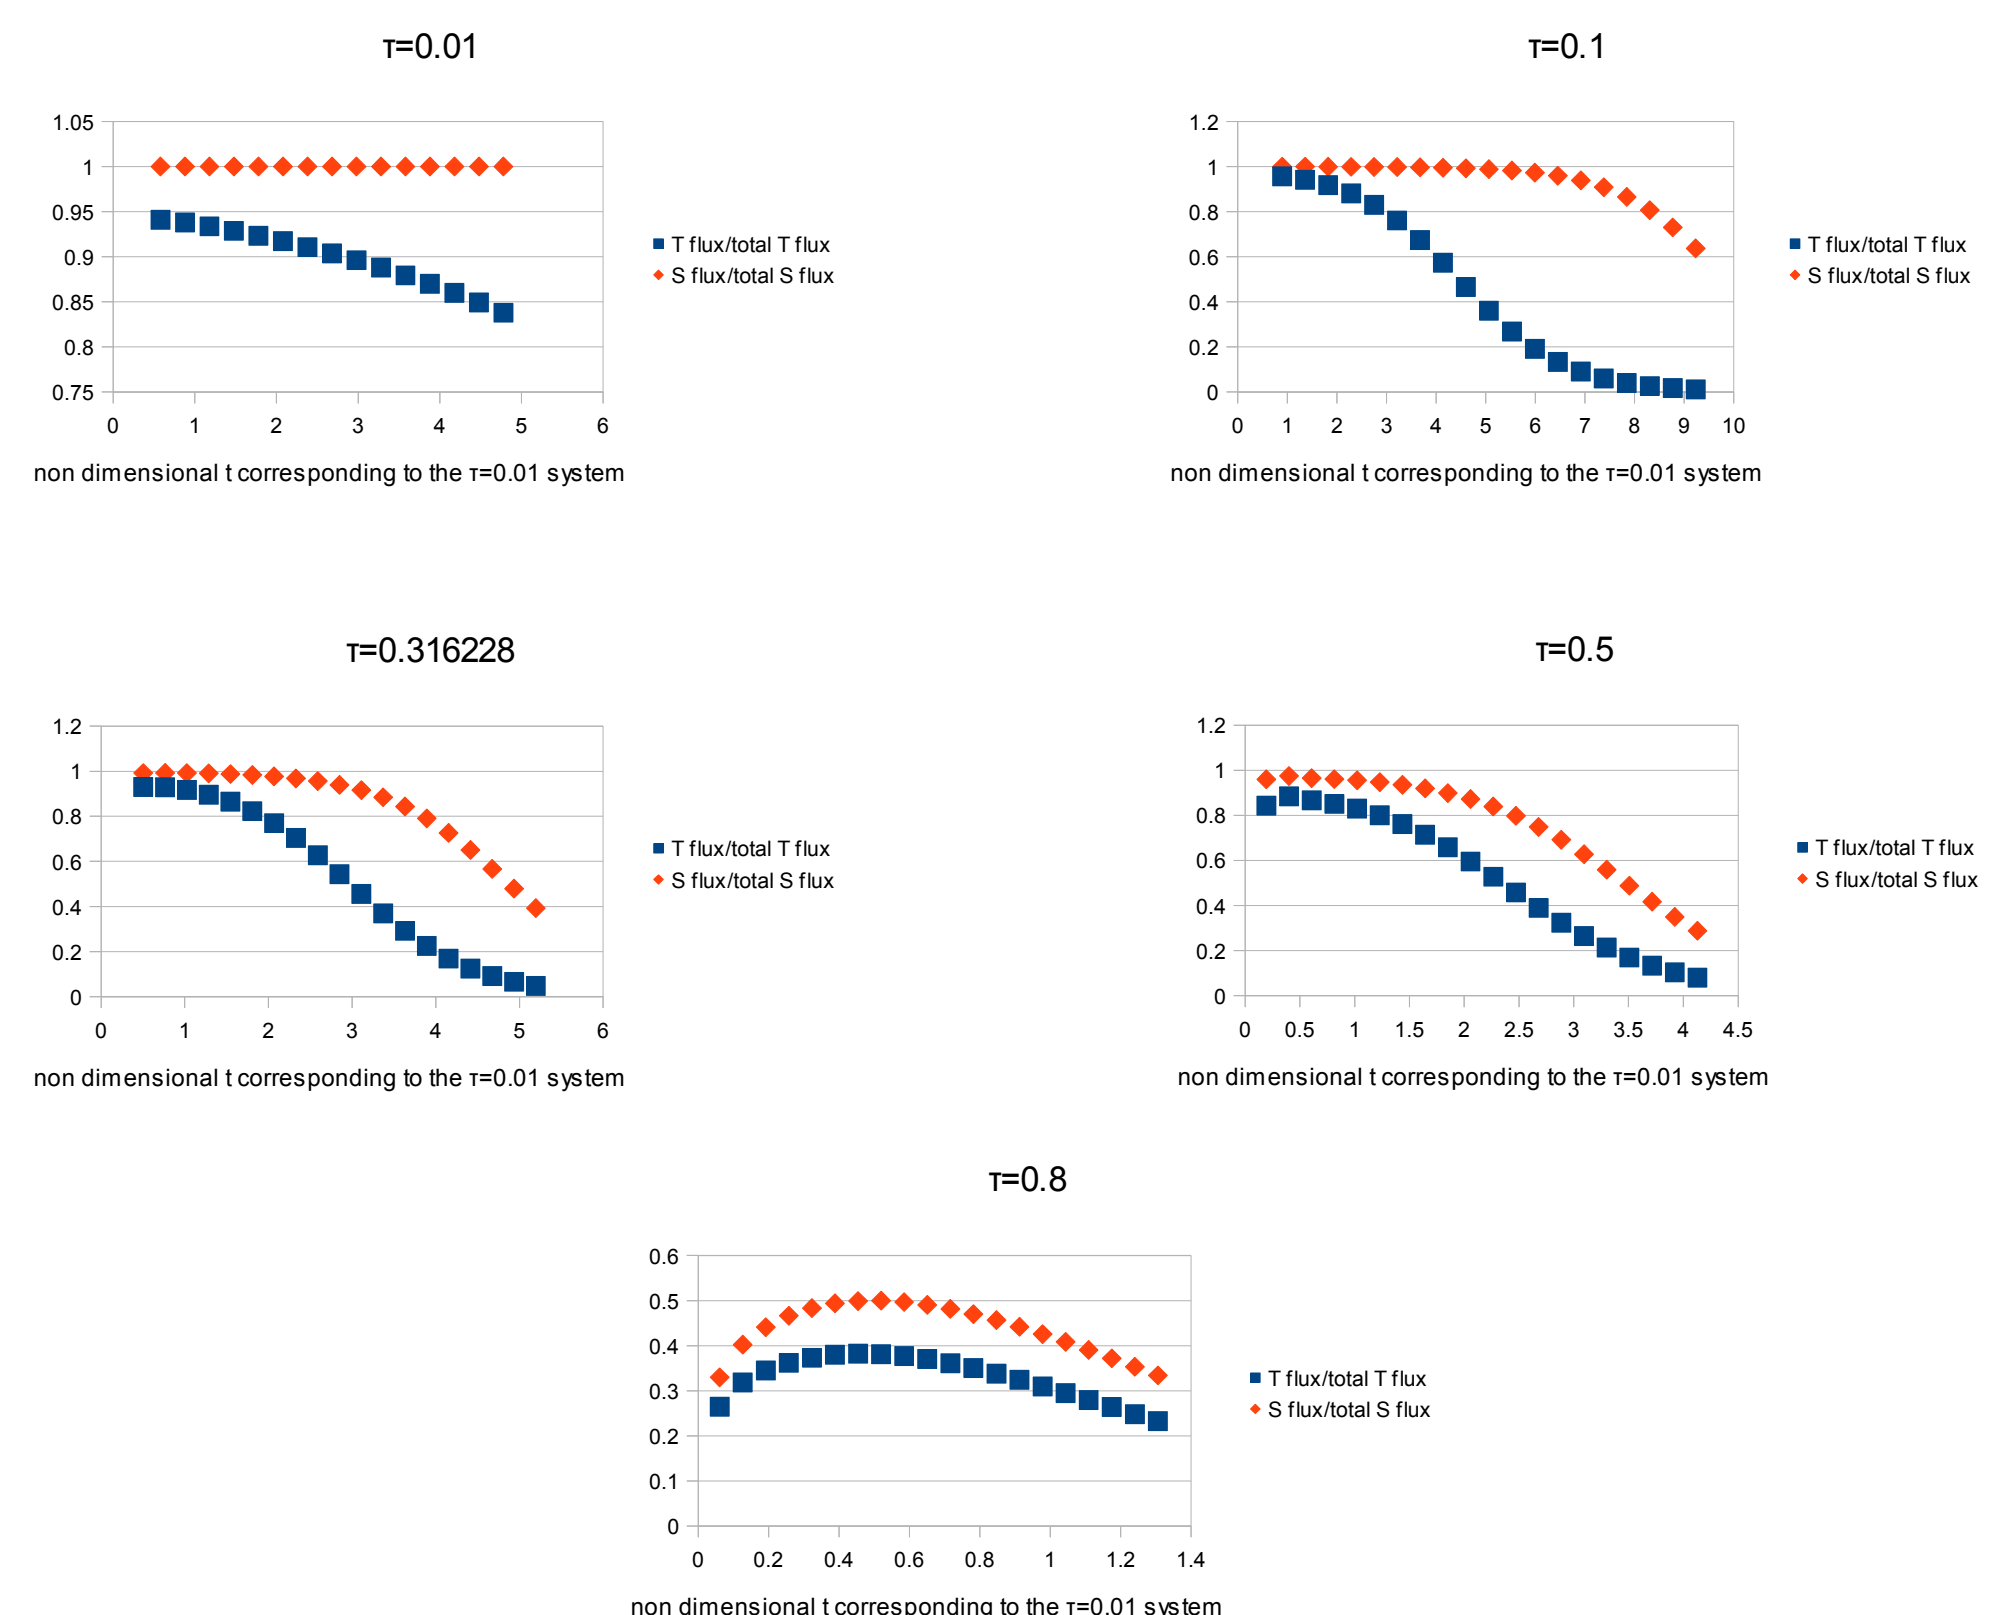 τ=0.01
1.05
1
0.95
0.9
0.85
0.8
0.75
0 1 2 3 4 5 6
non dimensional t corresponding to the τ=0.01 system
T flux/total T flux
S flux/total S flux
τ=0.1
1.2
1
0.8
0.6
0.4
0.2
0
0 1 2 3 4 5 6 7 8 9 10
non dimensional t corresponding to the τ=0.01 system
T flux/total T flux
S flux/total S flux
τ=0.316228
1.2
1
0.8
0.6
0.4
0.2
0
0 1 2 3 4 5 6
non dimensional t corresponding to the τ=0.01 system
T flux/total T flux
S flux/total S flux
τ=0.5
1.2
1
0.8
0.6
0.4
0.2
0
0 0.5 1 1.5 2 2.5 3 3.5 4 4.5
non dimensional t corresponding to the τ=0.01 system
T flux/total T flux
S flux/total S flux
τ=0.8
0.6
0.5
0.4
0.3
0.2
0.1
0
0 0.2 0.4 0.6 0.8 1 1.2 1.4
non dimensional t corresponding to the τ=0.01 system
T flux/total T flux
S flux/total S flux